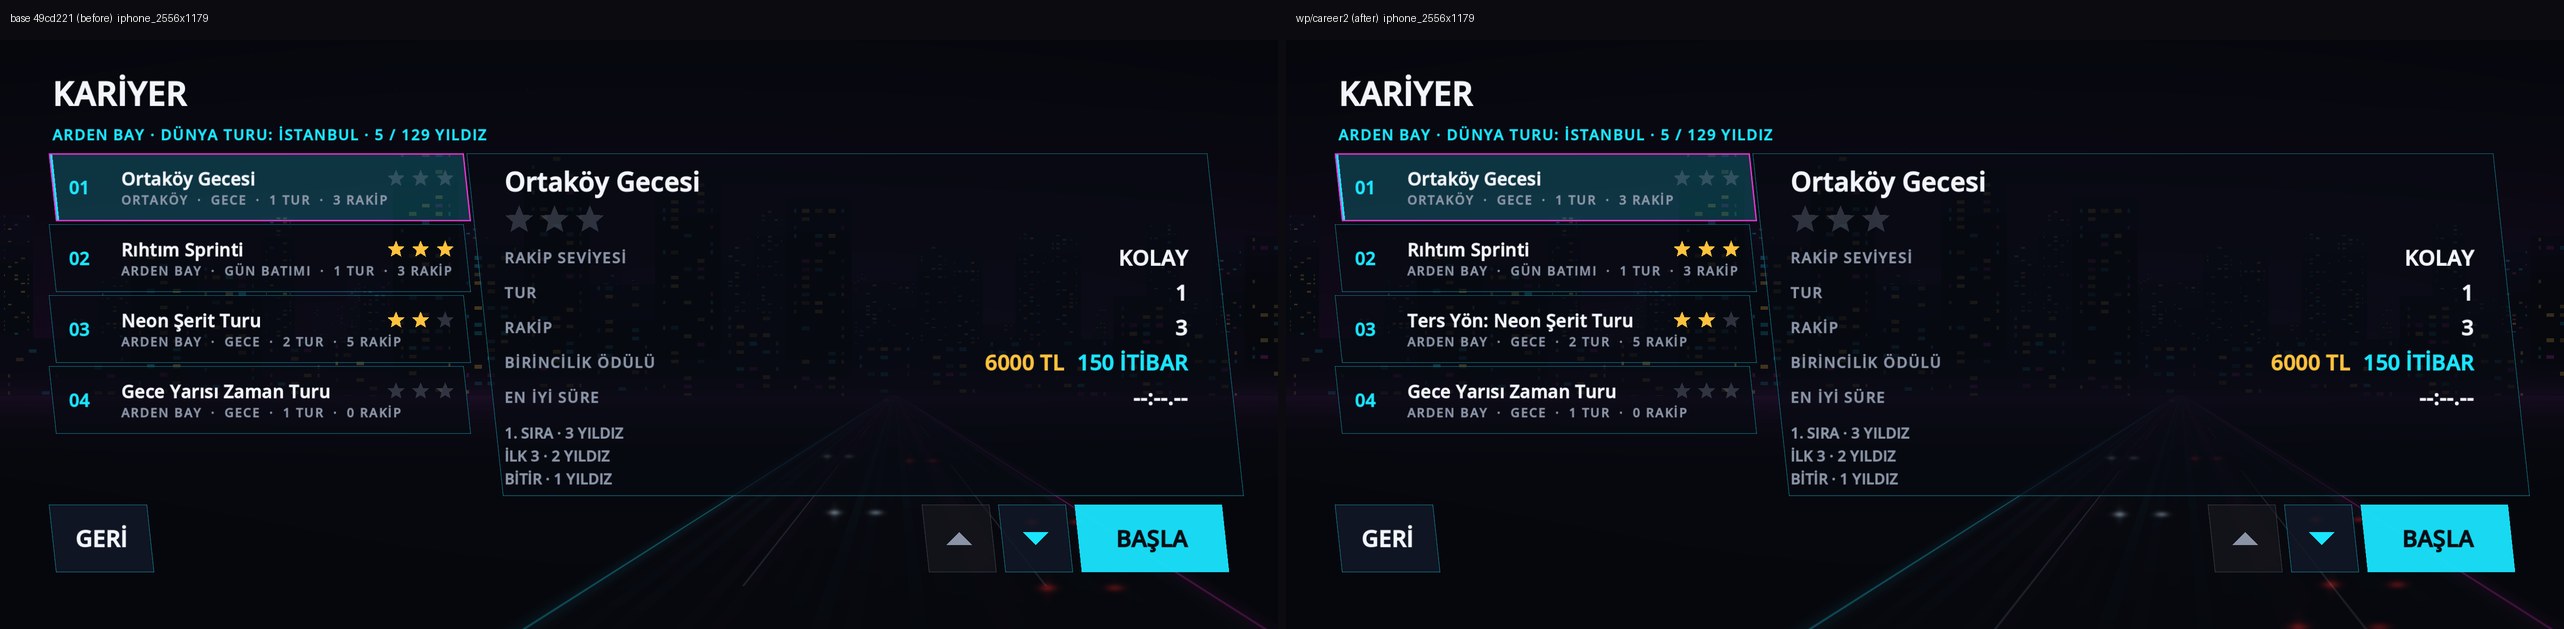 base 49cd221 (before) iphone_2556x1179
KARİYER
ARDEN BAY · DÜNYA TURU: İSTANBUL · 5 / 129 YILDIZ
01
Ortaköy Gecesi
ORTAKÖY · GECE · 1 TUR · 3 RAKİP
02
Rıhtım Sprinti
ARDEN BAY · GÜN BATIMI · 1 TUR · 3 RAKİP
03
Neon Şerit Turu
ARDEN BAY · GECE · 2 TUR · 5 RAKİP
04
Gece Yarısı Zaman Turu
ARDEN BAY · GECE · 1 TUR · 0 RAKİP
Ortaköy Gecesi
RAKİP SEVİYESİ KOLAY
TUR 1
RAKİP 3
BİRİNCİLİK ÖDÜLÜ 6000 TL 150 İTİBAR
EN İYİ SÜRE --:--.--
1. SIRA · 3 YILDIZ
İLK 3 · 2 YILDIZ
BİTİR · 1 YILDIZ
GERİ
BAŞLA
wp/career2 (after) iphone_2556x1179
KARİYER
ARDEN BAY · DÜNYA TURU: İSTANBUL · 5 / 129 YILDIZ
01
Ortaköy Gecesi
ORTAKÖY · GECE · 1 TUR · 3 RAKİP
02
Rıhtım Sprinti
ARDEN BAY · GÜN BATIMI · 1 TUR · 3 RAKİP
03
Ters Yön: Neon Şerit Turu
ARDEN BAY · GECE · 2 TUR · 5 RAKİP
04
Gece Yarısı Zaman Turu
ARDEN BAY · GECE · 1 TUR · 0 RAKİP
Ortaköy Gecesi
RAKİP SEVİYESİ KOLAY
TUR 1
RAKİP 3
BİRİNCİLİK ÖDÜLÜ 6000 TL 150 İTİBAR
EN İYİ SÜRE --:--.--
1. SIRA · 3 YILDIZ
İLK 3 · 2 YILDIZ
BİTİR · 1 YILDIZ
GERİ
BAŞLA